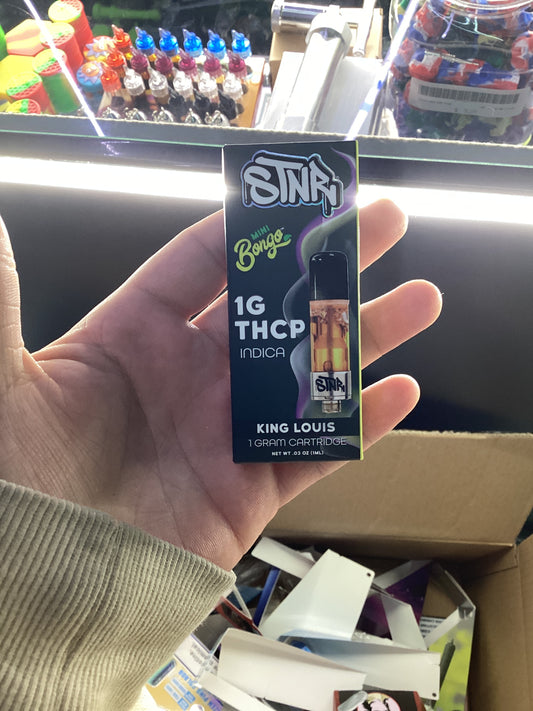 STNR
MINI
Bongo
1G
THCP
INDICA
STNR
KING LOUIS
1 GRAM CARTRIDGE
NET WT .03 OZ (1ML)